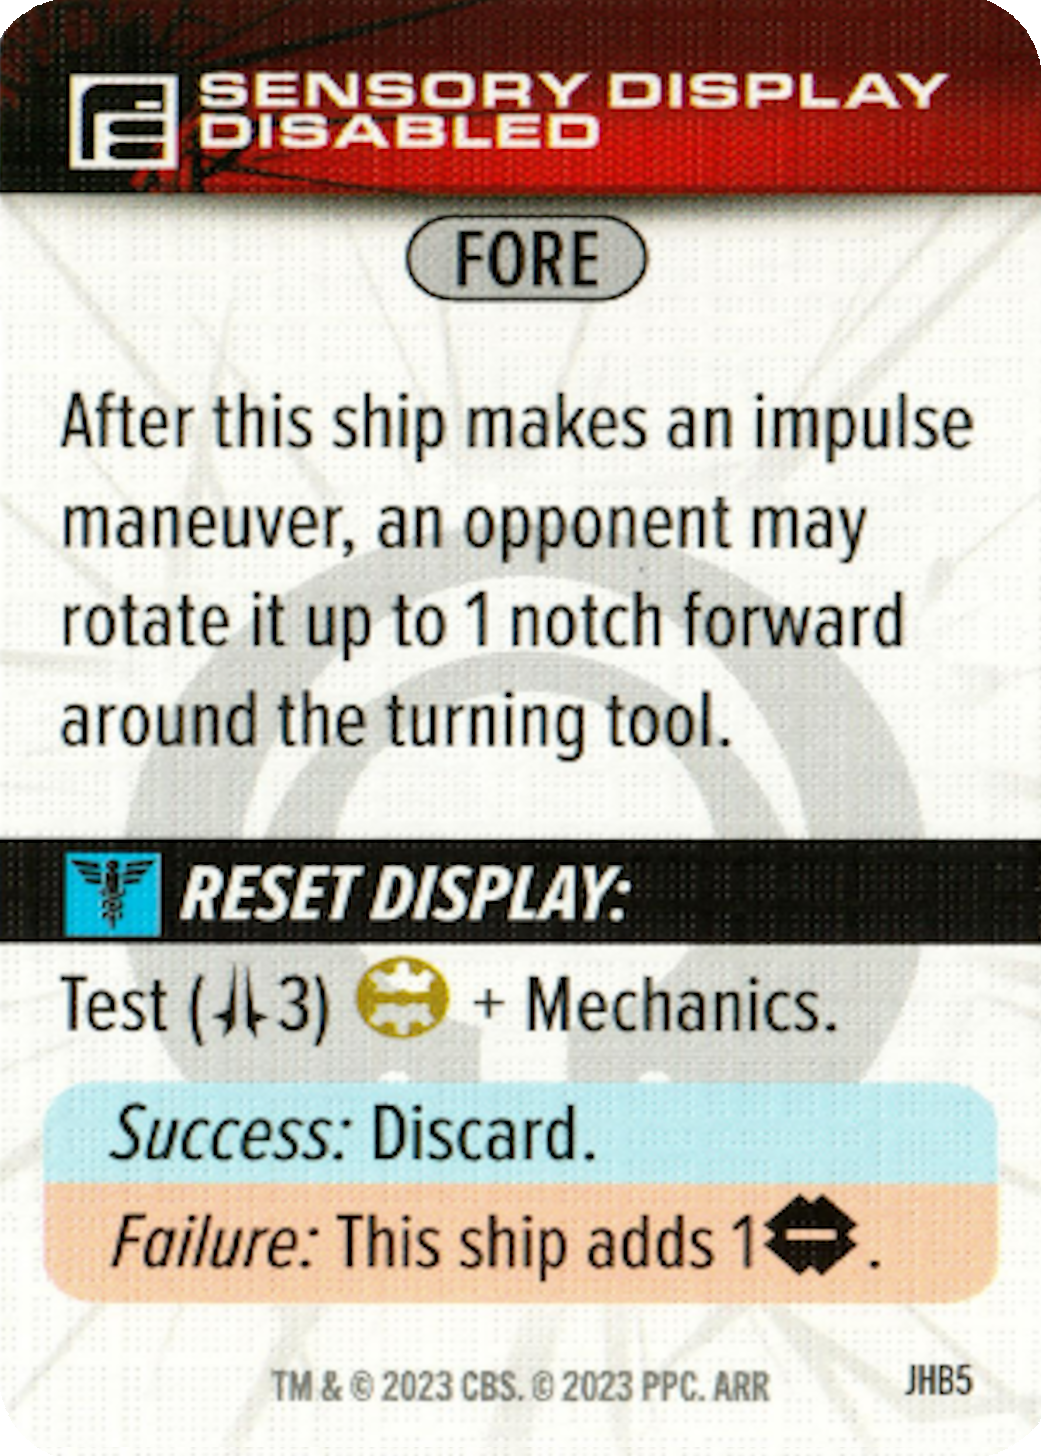 SENSORY DISPLAY
DISABLED
FORE
After this ship makes an impulse
maneuver, an opponent may
rotate it up to 1 notch forward
around the turning tool.
RESET DISPLAY:
Test (3) + Mechanics.
Success: Discard.
Failure: This ship adds 1.
TM & © 2023 CBS. © 2023 PPC. ARR
JHB5